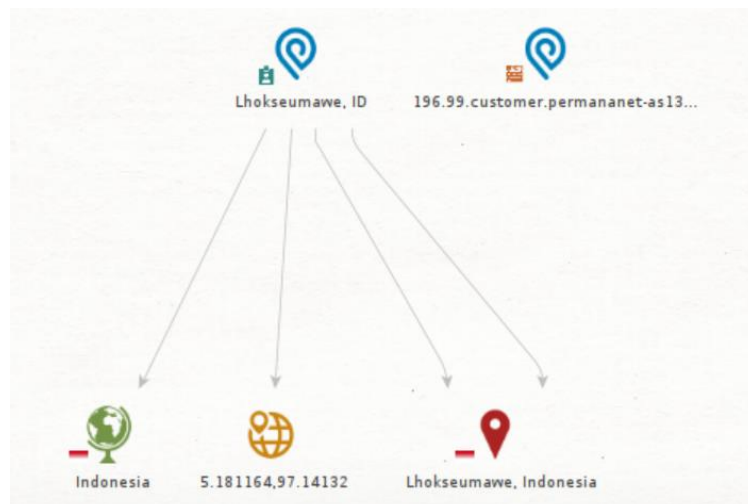 Lhokseumawe, ID
196.99.customer.permananet-as13...
Indonesia
5.181164,97.14132
Lhokseumawe, Indonesia